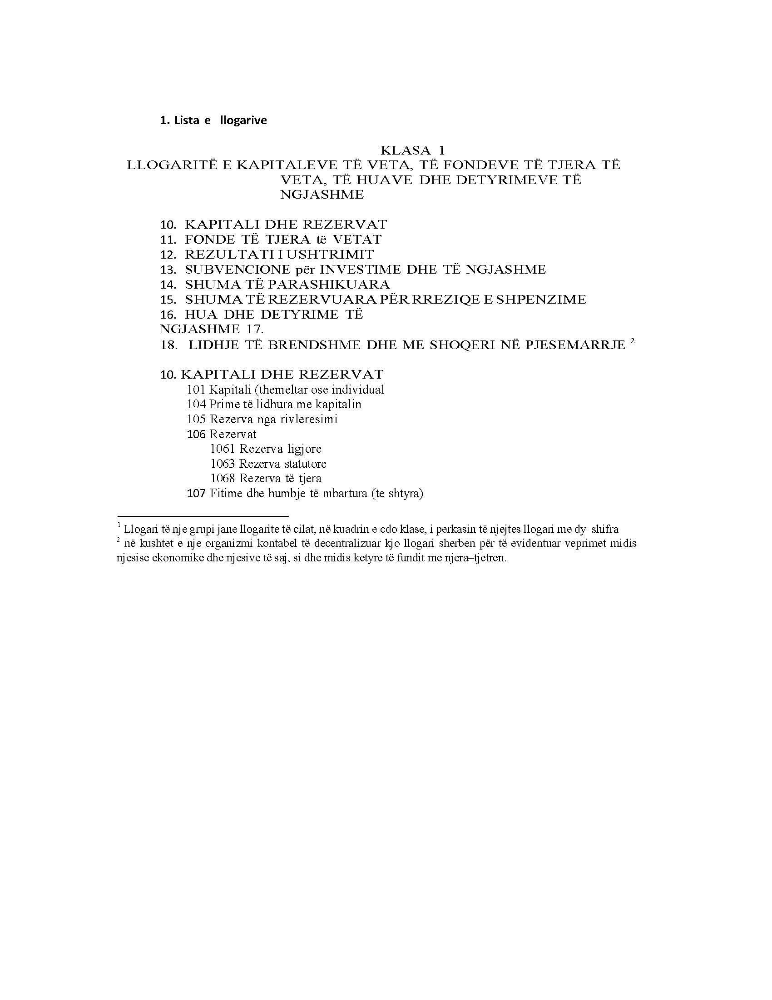 1. Lista e llogarive
KLASA 1
LLOGARITË E KAPITALEVE TË VETA, TË FONDEVE TË TJERA TË
VETA, TË HUAVE DHE DETYRIMEVE TË
NGJASHME
10. KAPITALI DHE REZERVAT
11. FONDE TË TJERA të VETAT
12. REZULTATI I USHTRIMIT
13. SUBVENCIONE për INVESTIME DHE TË NGJASHME
14. SHUMA TË PARASHIKUARA
15. SHUMA TË REZERVUARA PËR RREZIQE E SHPENZIME
16. HUA DHE DETYRIME TË
NGJASHME 17.
18. LIDHJE TË BRENDSHME DHE ME SHOQERI NË PJESEMARRJE 2
10. KAPITALI DHE REZERVAT
101 Kapitali (themeltar ose individual
104 Prime të lidhura me kapitalin
105 Rezerva nga rivleresimi
106 Rezervat
1061 Rezerva ligjore
1063 Rezerva statutore
1068 Rezerva të tjera
107 Fitime dhe humbje të mbartura (te shtyra)
1 Llogari të nje grupi jane llogarite të cilat, në kuadrin e cdo klase, i perkasin të njejtes llogari me dy shifra
2 në kushtet e nje organizmi kontabel të decentralizuar kjo llogari sherben për të evidentuar veprimet midis
njesise ekonomike dhe njesive të saj, si dhe midis ketyre të fundit me njera–tjetren.